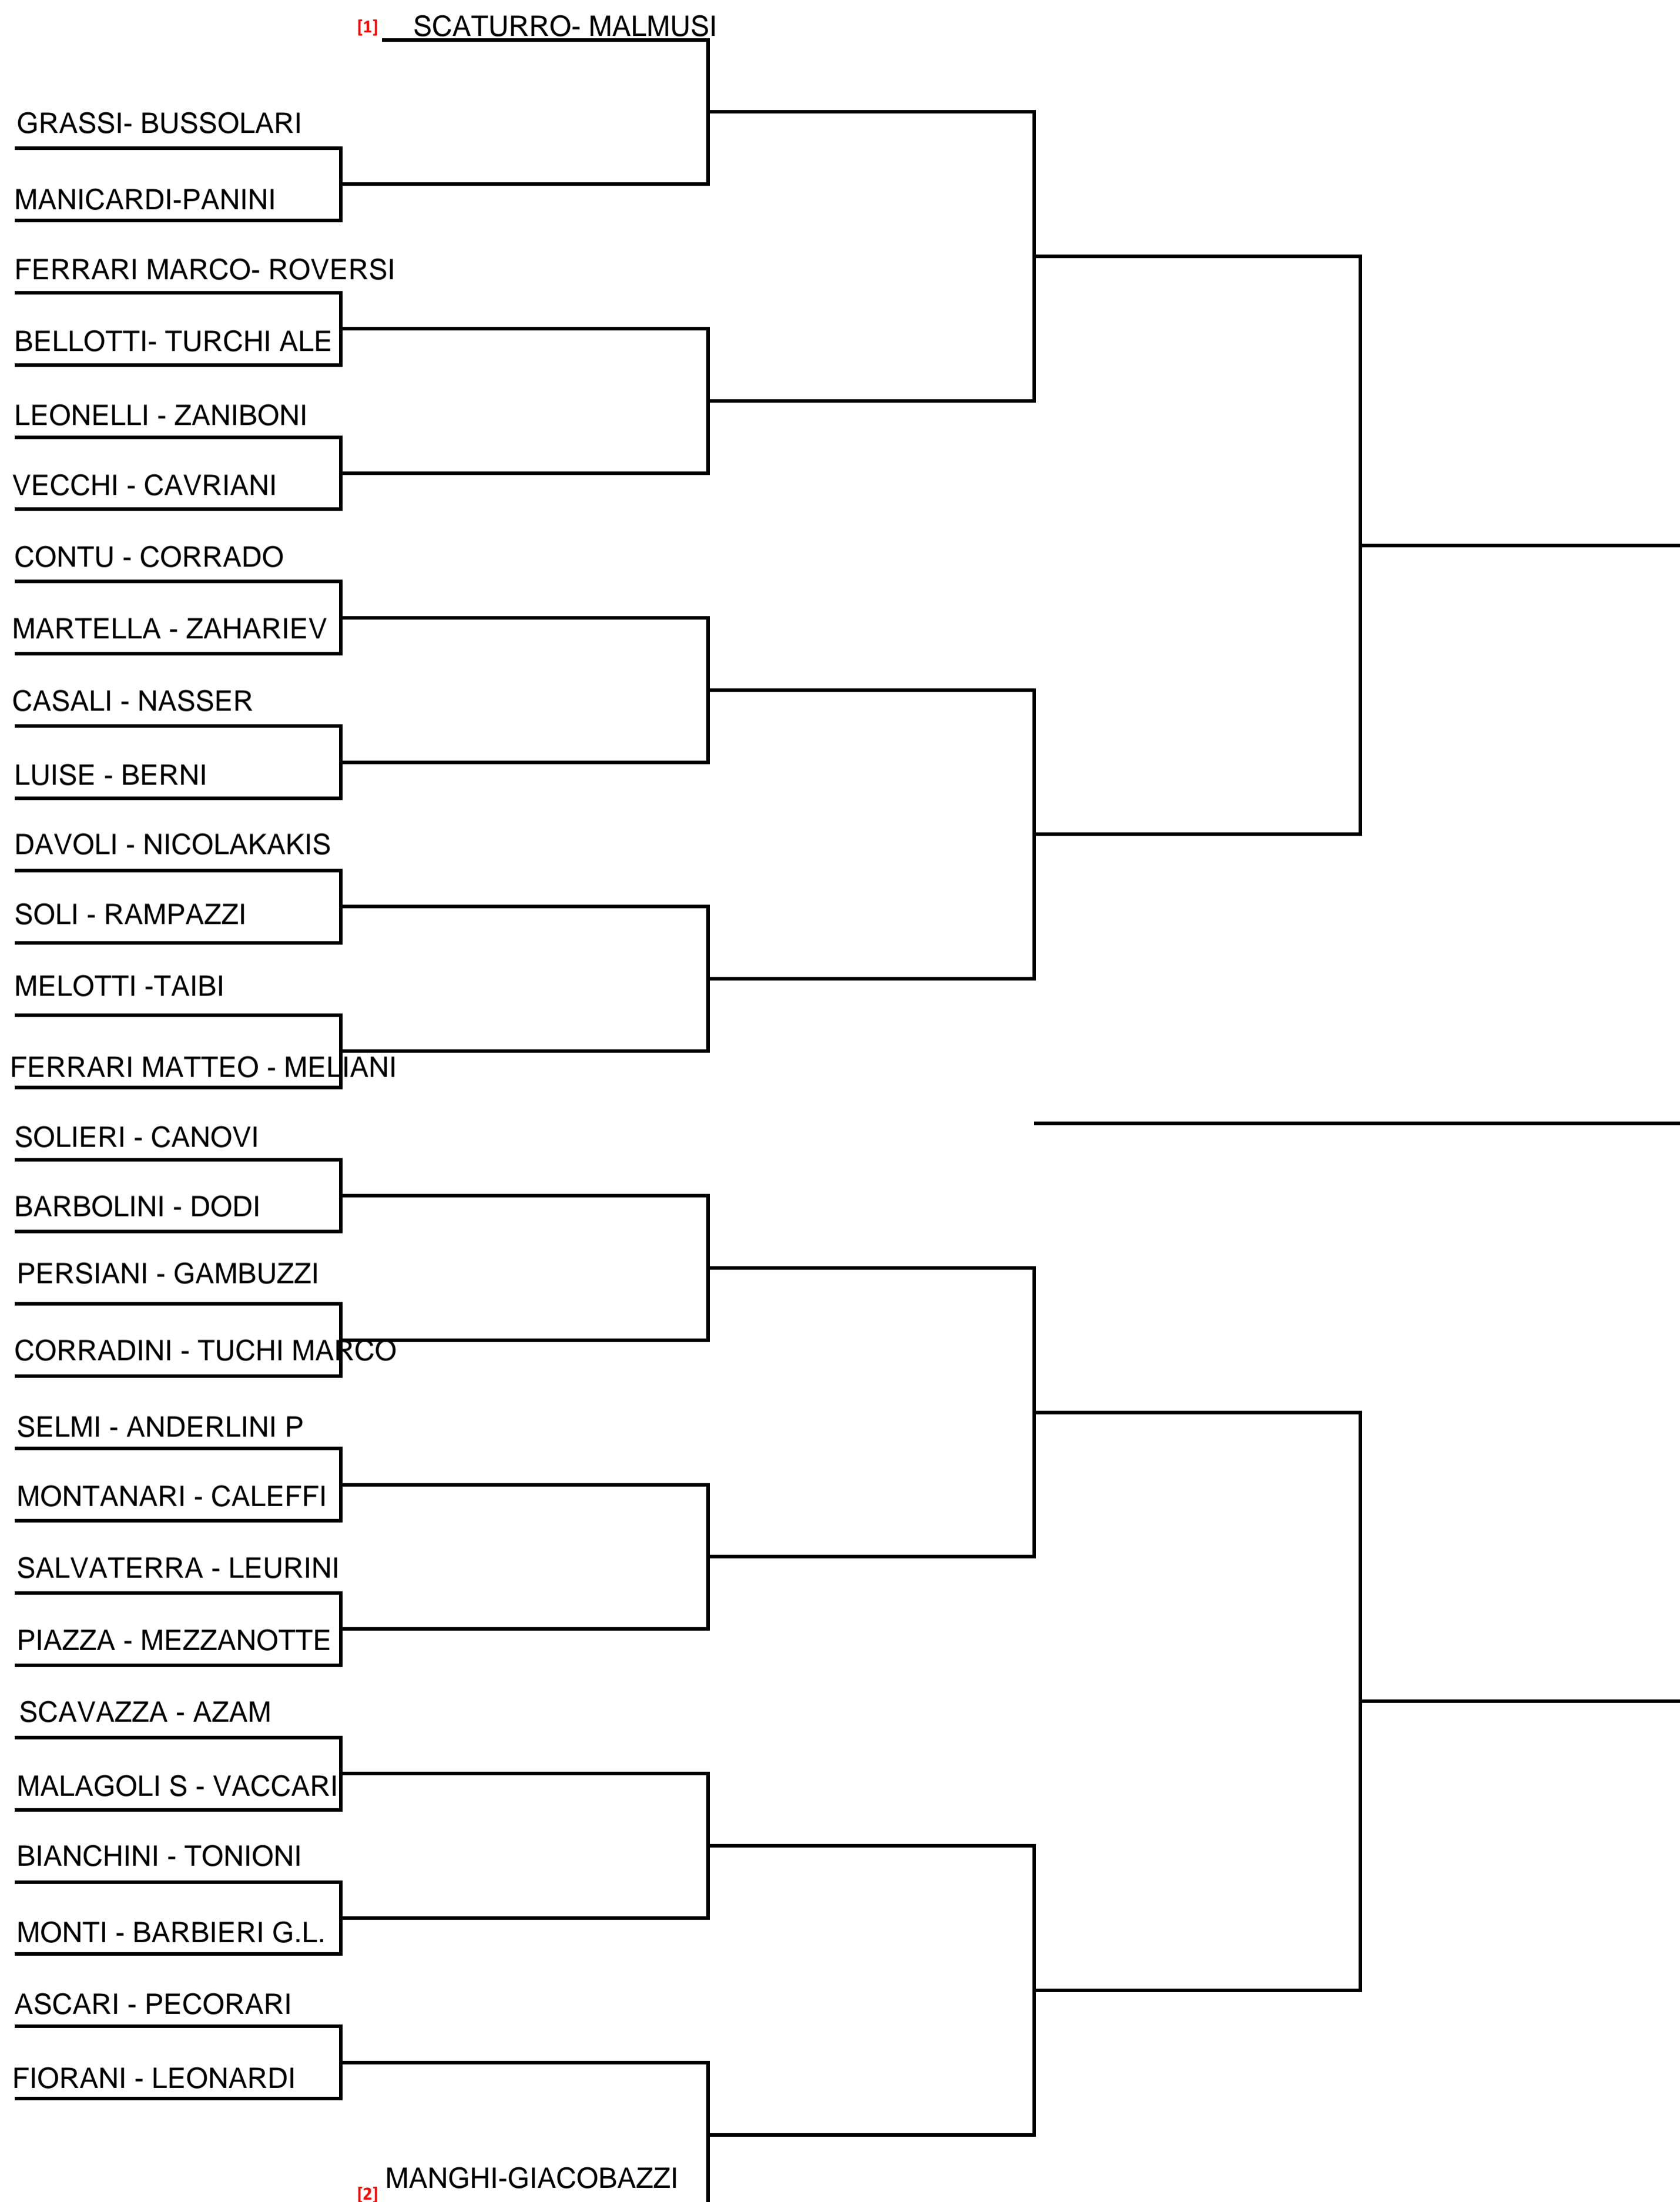 [1] SCATURRO- MALMUSI
GRASSI- BUSSOLARI
MANICARDI-PANINI
FERRARI MARCO- ROVERSI
BELLOTTI- TURCHI ALE
LEONELLI - ZANIBONI
VECCHI - CAVRIANI
CONTU - CORRADO
MARTELLA - ZAHARIEV
CASALI - NASSER
LUISE - BERNI
DAVOLI - NICOLAKAKIS
SOLI - RAMPAZZI
MELOTTI -TAIBI
FERRARI MATTEO - MELIANI
SOLIERI - CANOVI
BARBOLINI - DODI
PERSIANI - GAMBUZZI
CORRADINI - TUCHI MARCO
SELMI - ANDERLINI P
MONTANARI - CALEFFI
SALVATERRA - LEURINI
PIAZZA - MEZZANOTTE
SCAVAZZA - AZAM
MALAGOLI S - VACCARI
BIANCHINI - TONIONI
MONTI - BARBIERI G.L.
ASCARI - PECORARI
FIORANI - LEONARDI
[2] MANGHI-GIACOBAZZI